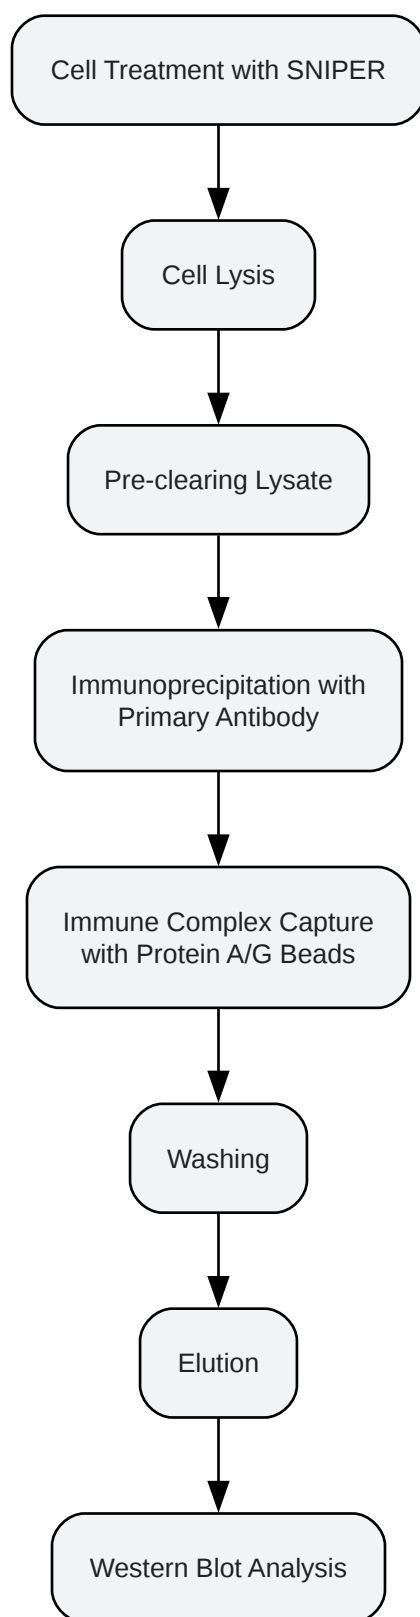 Cell Treatment with SNIPER
Cell Lysis
Pre-clearing Lysate
Immunoprecipitation with
Primary Antibody
Immune Complex Capture
with Protein A/G Beads
Washing
Elution
Western Blot Analysis